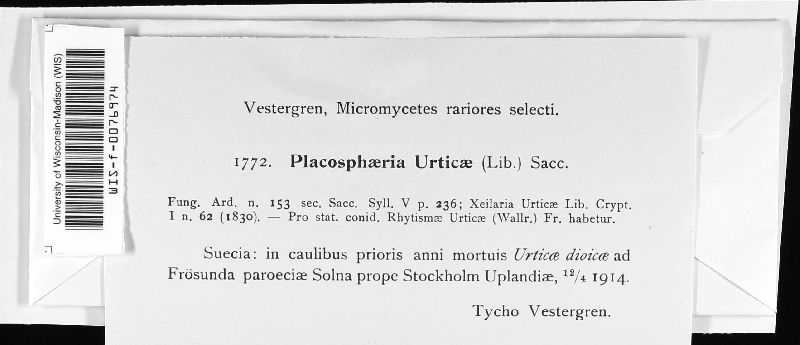 University of Wisconsin-Madison (WIS)
WIS-f-0076974
Vestergren, Micromycetes rariores selecti.
1772. Placosphæria Urticæ (Lib.) Sacc.
Fung. Ard. n. 153 sec. Sacc. Syll. V p. 236; Xeilaria Urticæ Lib. Crypt.
I n. 62 (1830). — Pro stat. conid. Rhytismæ Urticæ (Wallr.) Fr. habetur.
Suecia: in caulibus prioris anni mortuis Urticæ dioicæ ad
Frösunda paroeciæ Solna prope Stockholm Uplandiæ, 12/4 1914.
Tycho Vestergren.